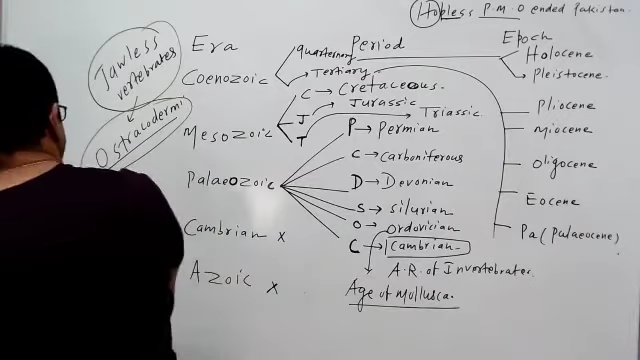 Hopless P.M.O ended Pakistan.
Jawless
vertebrates
Ostracodermi
Era
Period
Epoch
Coenozoic
Quarternary
Tertiary
Holocene
Pleistocene
Pliocene
Miocene
Oligocene
Eocene
Pa (Palaeocene)
Mesozoic
C → Cretaceous.
J → Jurassic
T → Triassic
Palaeozoic
P → Permian
C → Carboniferous
D → Devonian
S → Silurian
O → Ordovician
C → Cambrian
Cambrian x
A.R. of Invertebrates.
Azoic x
Age of Mollusca.